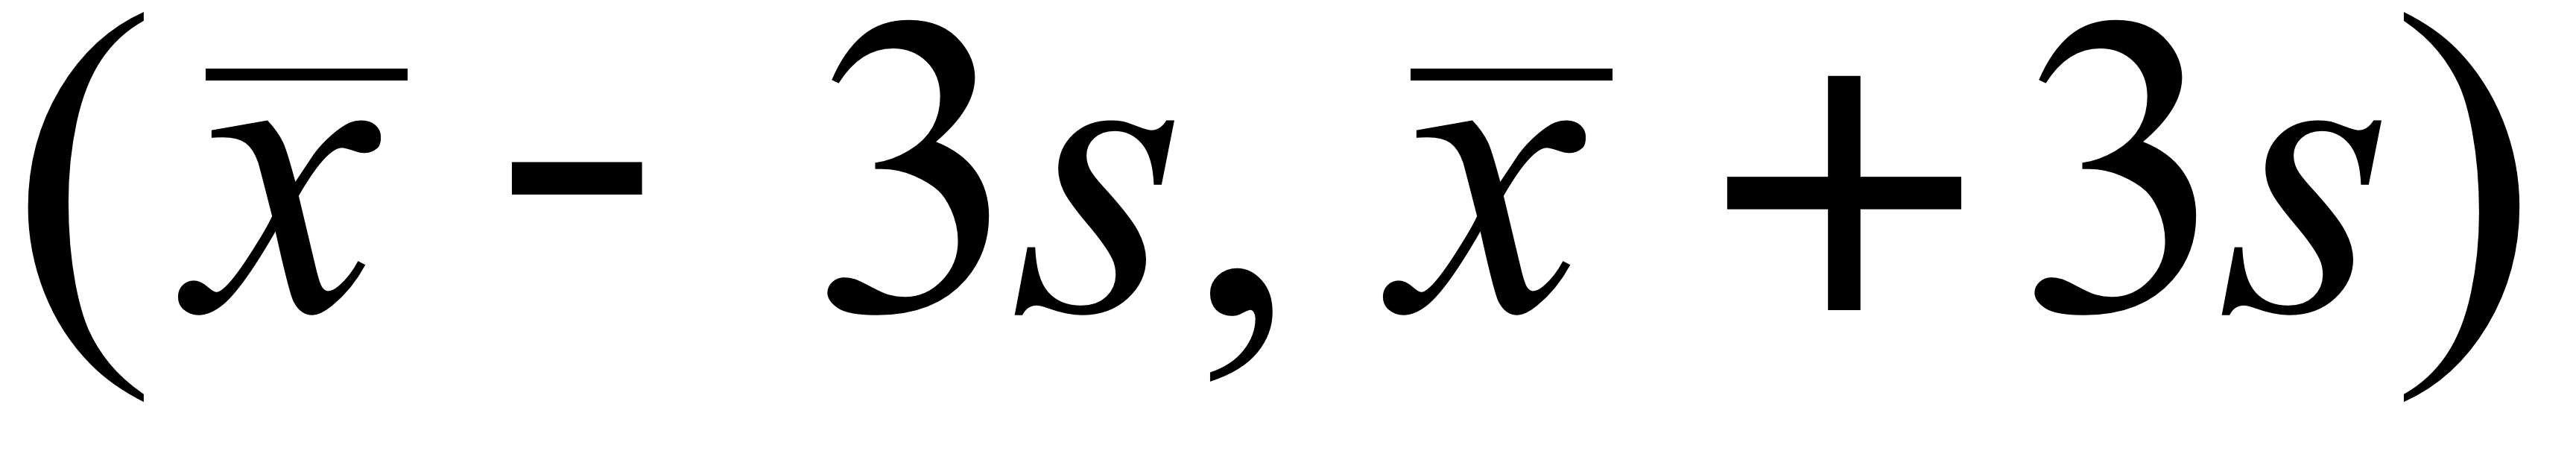 (x̅ − 3s, x̅ + 3s)